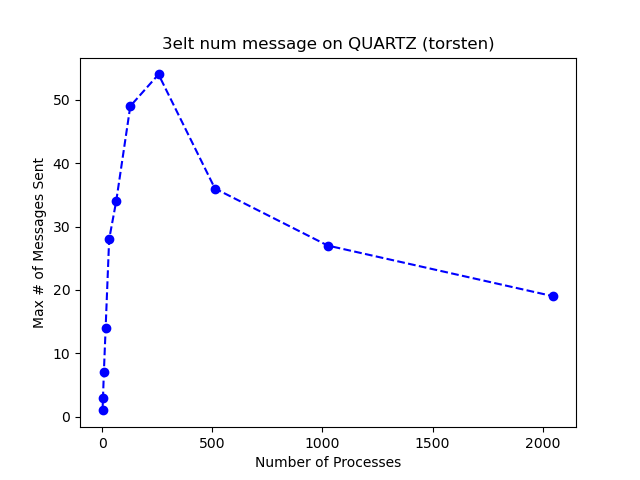 3elt num message on QUARTZ (torsten)
Max # of Messages Sent
50
40
30
20
10
0
0 500 1000 1500 2000
Number of Processes